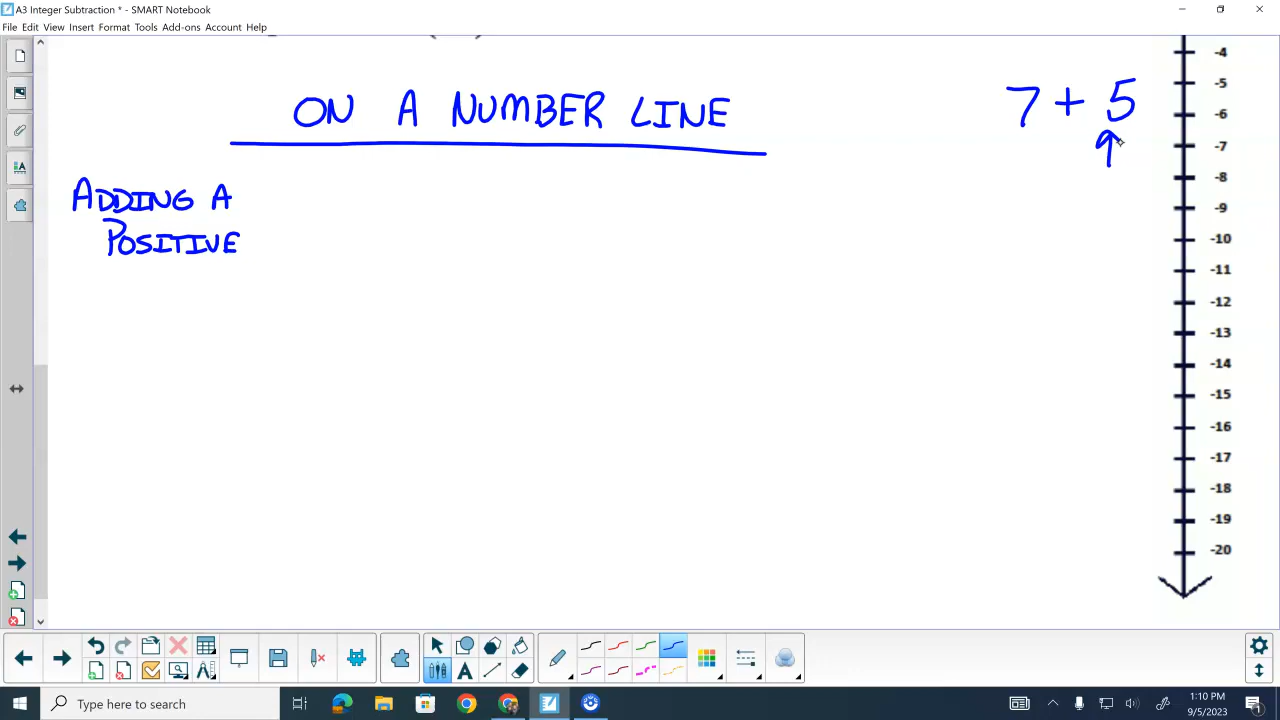 A3 Integer Subtraction * - SMART Notebook
File Edit View Insert Format Tools Add-ons Account Help
ON A NUMBER LINE
7 + 5
ADDING A
POSITIVE
-4
-5
-6
-7
-8
-9
-10
-11
-12
-13
-14
-15
-16
-17
-18
-19
-20
Type here to search
1:10 PM
9/5/2023